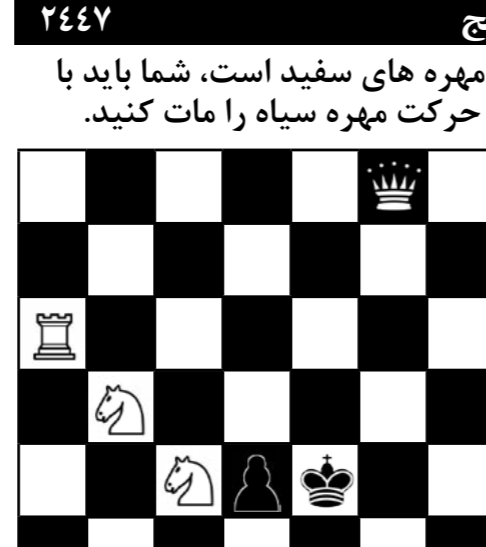 ج ۲۴۴۷
مهره های سفید است، شما باید با
حرکت مهره سیاه را مات کنید.